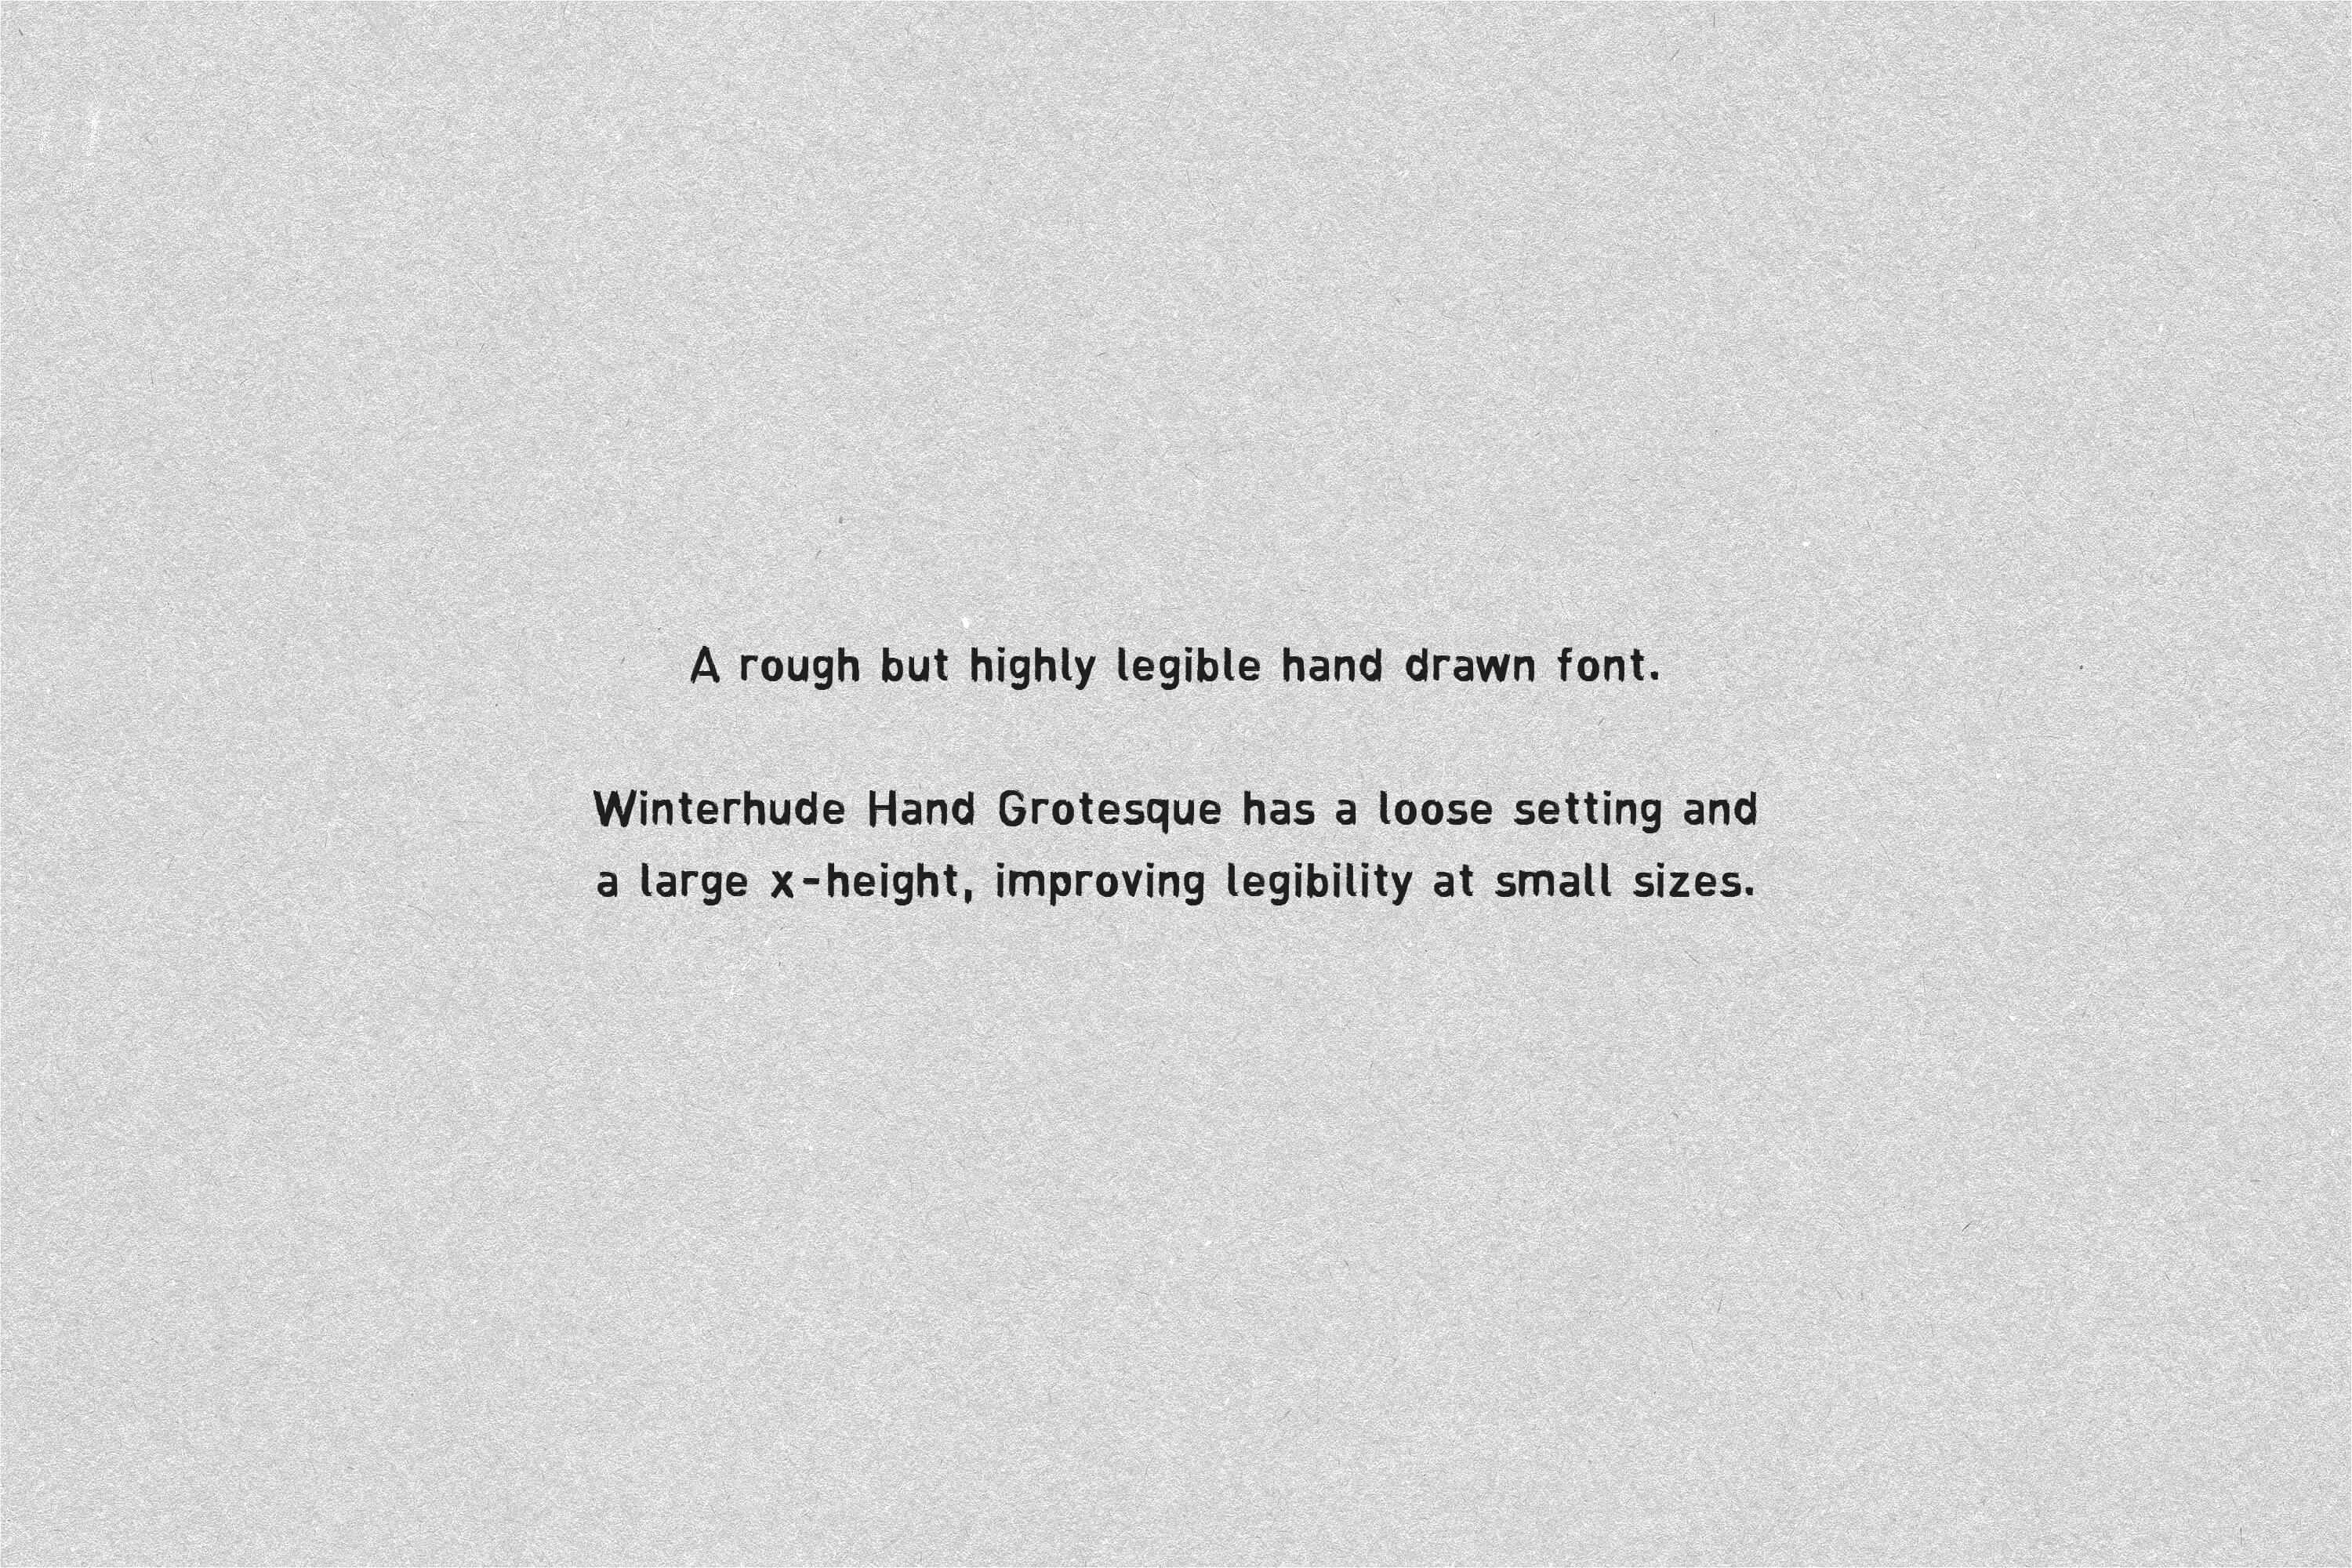 A rough but highly legible hand drawn font.
Winterhude Hand Grotesque has a loose setting and
a large x-height, improving legibility at small sizes.